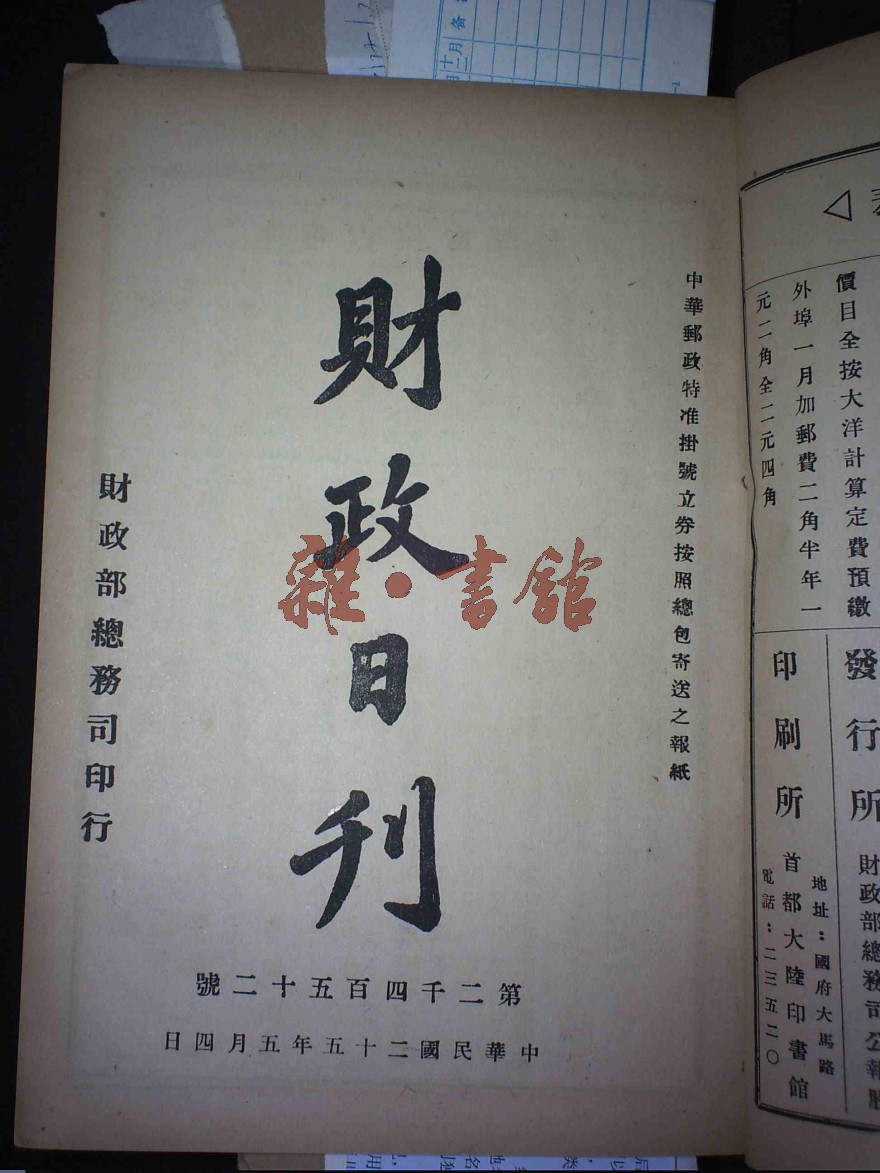 中華郵政特准掛號立券按照總包寄送之報紙
財政日刊
財政部總務司印行
第二千四百五十二號
中華民國二十五年五月四日
雜·書館
價目全按大洋計算定費預繳
外埠一月加郵費二角半年一
元二角全二元四角
發行所
財政部總務司公報
印刷所
地址：國府大馬路
首都大陸印書館
電話：二三五二〇